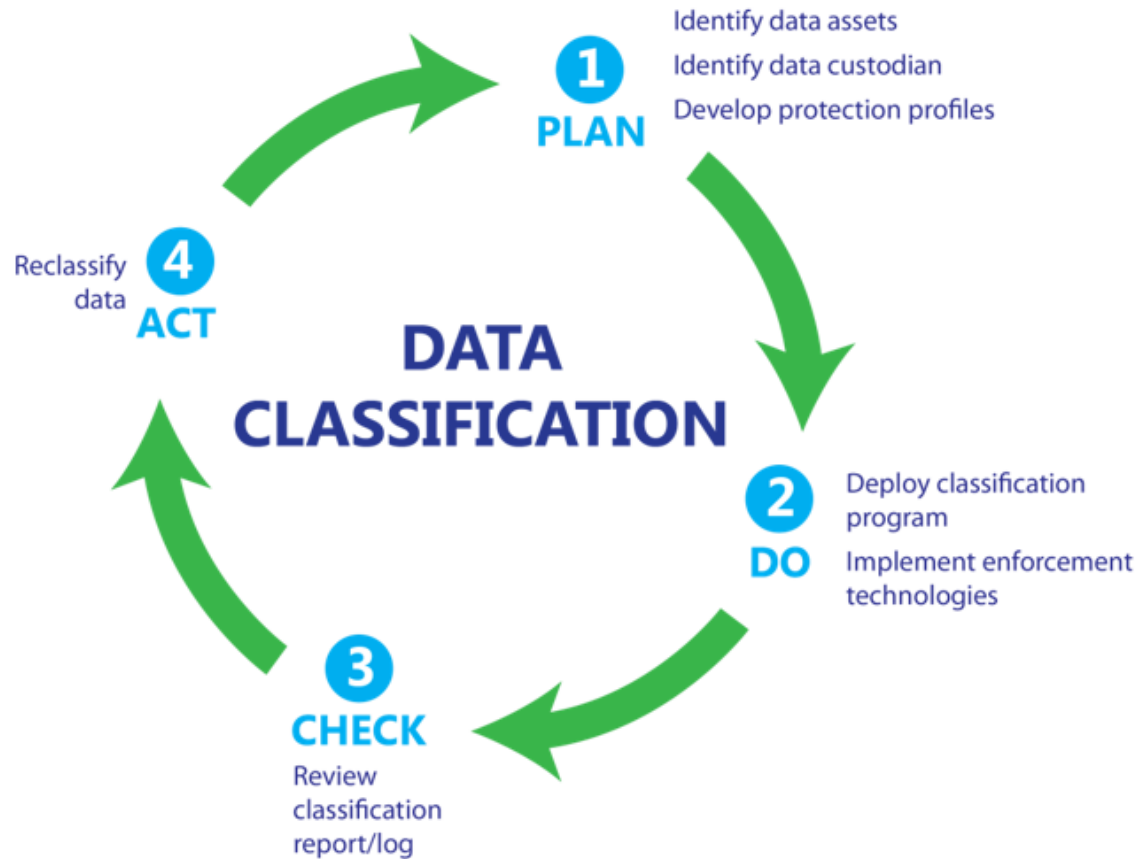 1
PLAN
Identify data assets
Identify data custodian
Develop protection profiles
2
DO
Deploy classification
program
Implement enforcement
technologies
3
CHECK
Review
classification
report/log
4
ACT
Reclassify
data
DATA
CLASSIFICATION